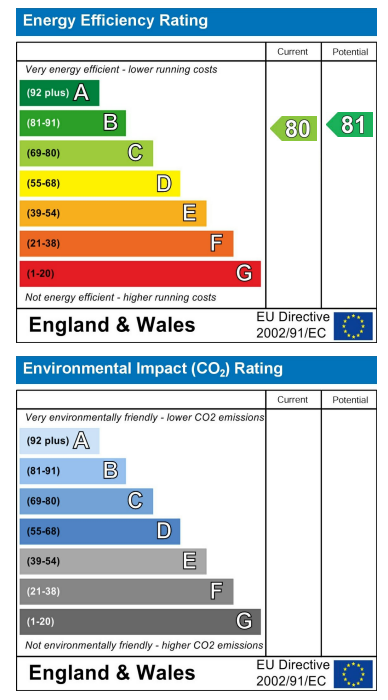 Energy Efficiency Rating
Current Potential
Very energy efficient - lower running costs
(92 plus) A
(81-91) B
80 81
(69-80) C
(55-68) D
(39-54) E
(21-38) F
(1-20) G
Not energy efficient - higher running costs
England & Wales
EU Directive
2002/91/EC
Environmental Impact (CO₂) Rating
Current Potential
Very environmentally friendly - lower CO2 emissions
(92 plus) A
(81-91) B
(69-80) C
(55-68) D
(39-54) E
(21-38) F
(1-20) G
Not environmentally friendly - higher CO2 emissions
England & Wales
EU Directive
2002/91/EC